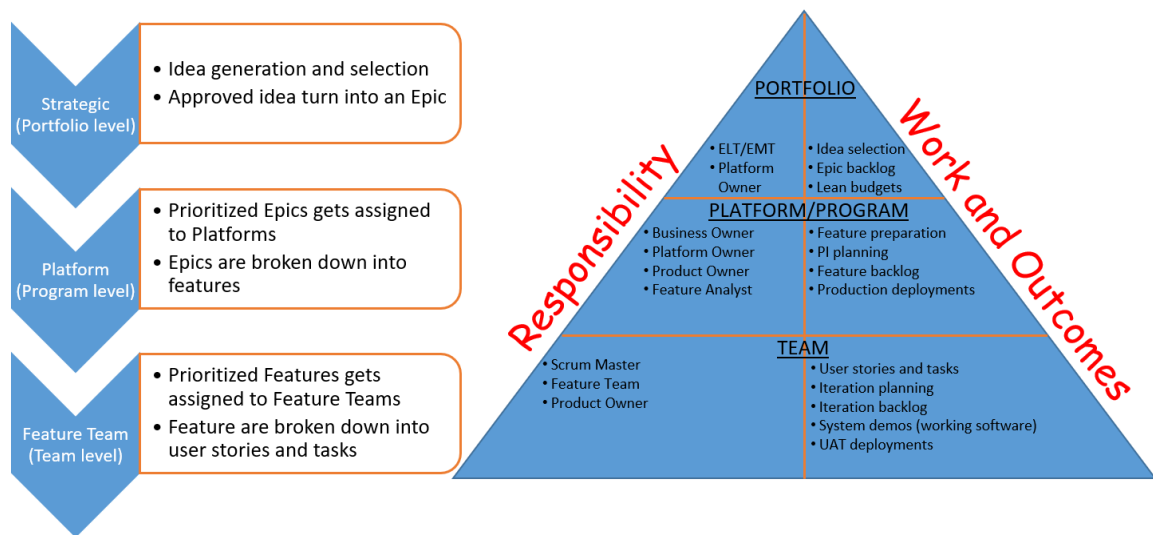 Strategic
(Portfolio level)
• Idea generation and selection
• Approved idea turn into an Epic
Platform
(Program level)
• Prioritized Epics gets assigned
to Platforms
• Epics are broken down into
features
Feature Team
(Team level)
• Prioritized Features gets
assigned to Feature Teams
• Feature are broken down into
user stories and tasks
Responsibility
Work and Outcomes
PORTFOLIO
• ELT/EMT
• Platform
Owner
• Idea selection
• Epic backlog
• Lean budgets
PLATFORM/PROGRAM
• Business Owner
• Platform Owner
• Product Owner
• Feature Analyst
• Feature preparation
• PI planning
• Feature backlog
• Production deployments
TEAM
• Scrum Master
• Feature Team
• Product Owner
• User stories and tasks
• Iteration planning
• Iteration backlog
• System demos (working software)
• UAT deployments